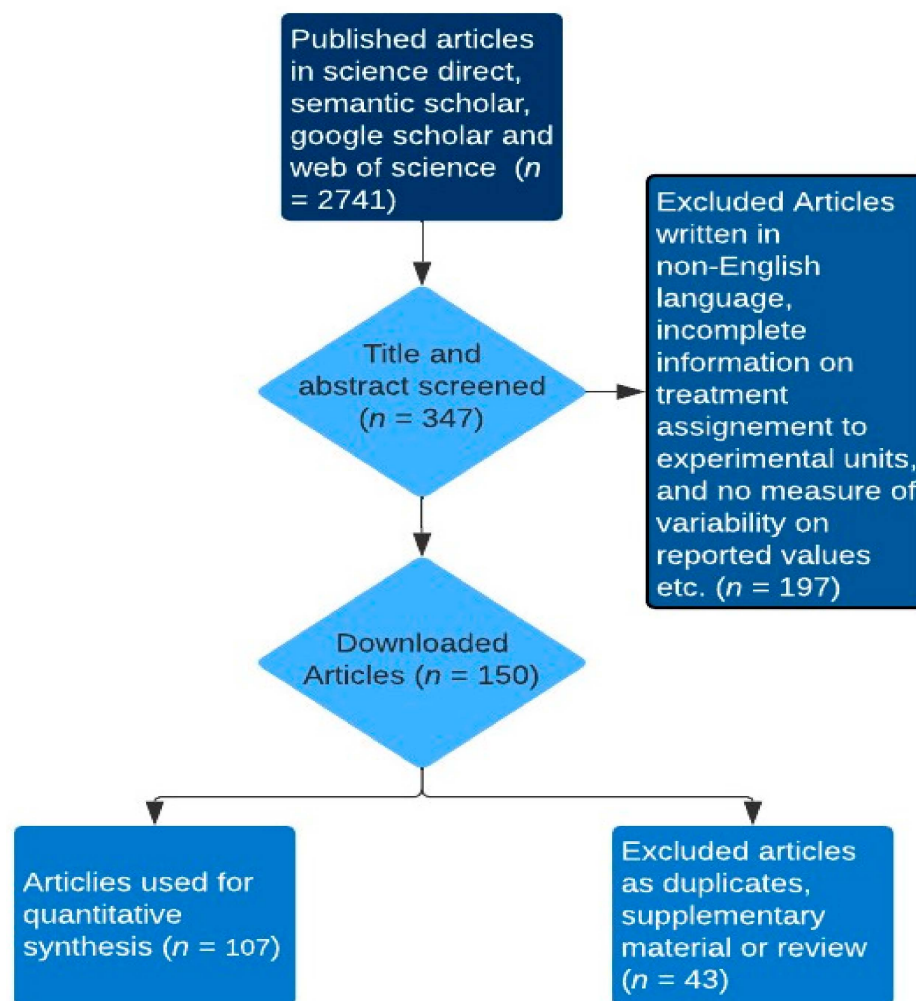 Published articles
in science direct,
semantic scholar,
google scholar and
web of science (n
= 2741)
Excluded Articles
written in
non-English
language,
incomplete
information on
treatment
assignement to
experimental units,
and no measure of
variability on
reported values
etc. (n = 197)
Title and
abstract screened
(n = 347)
Downloaded
Articles (n = 150)
Articlies used for
quantitative
synthesis (n = 107)
Excluded articles
as duplicates,
supplementary
material or review
(n = 43)